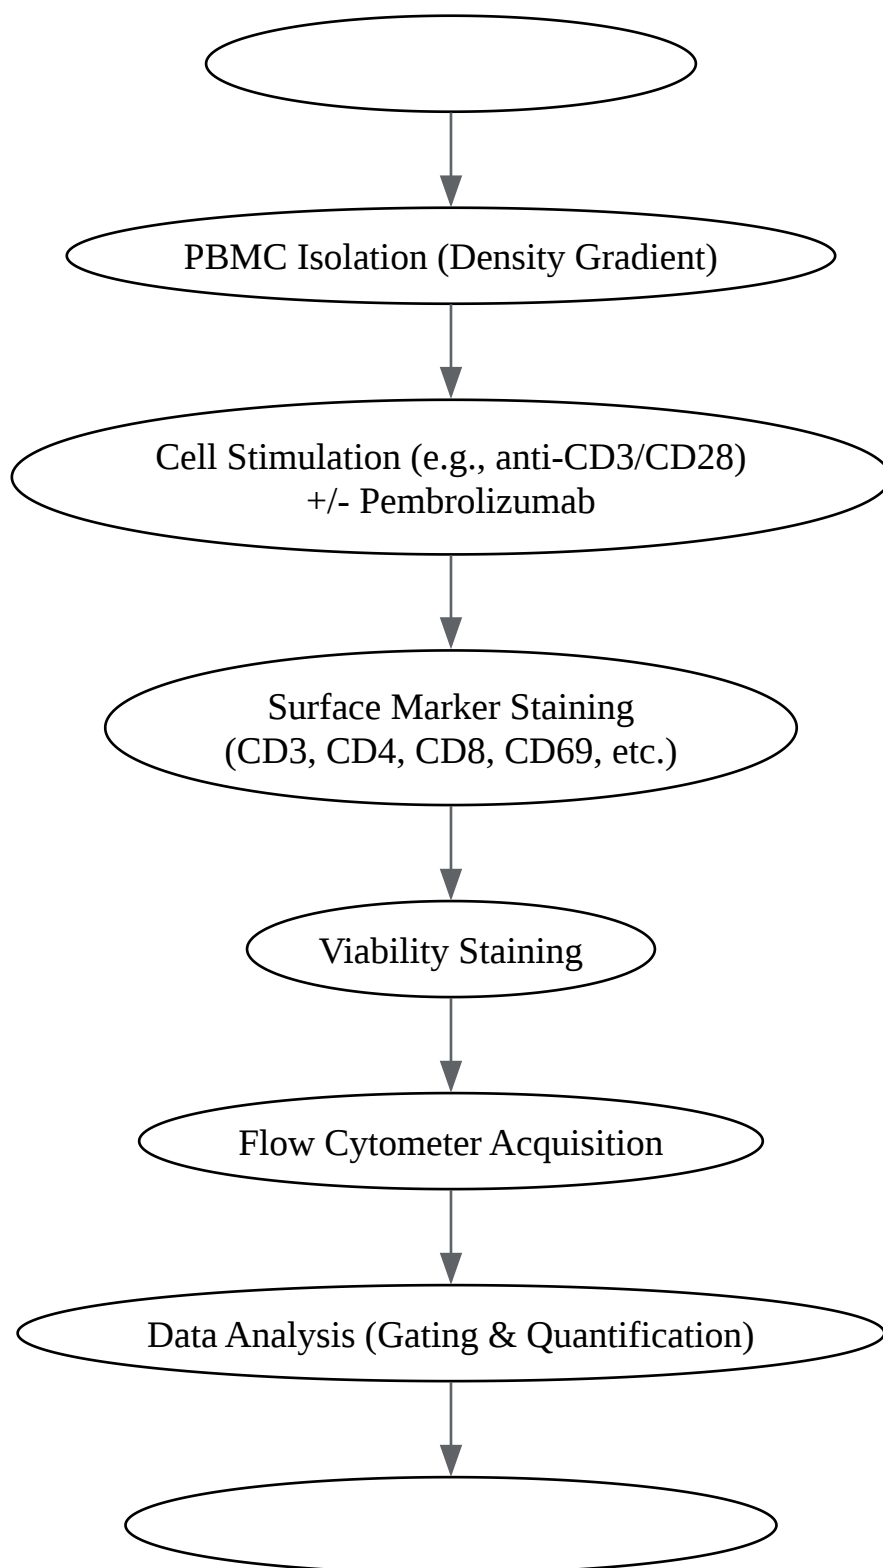 PBMC Isolation (Density Gradient)
Cell Stimulation (e.g., anti-CD3/CD28)
+/- Pembrolizumab
Surface Marker Staining
(CD3, CD4, CD8, CD69, etc.)
Viability Staining
Flow Cytometer Acquisition
Data Analysis (Gating & Quantification)